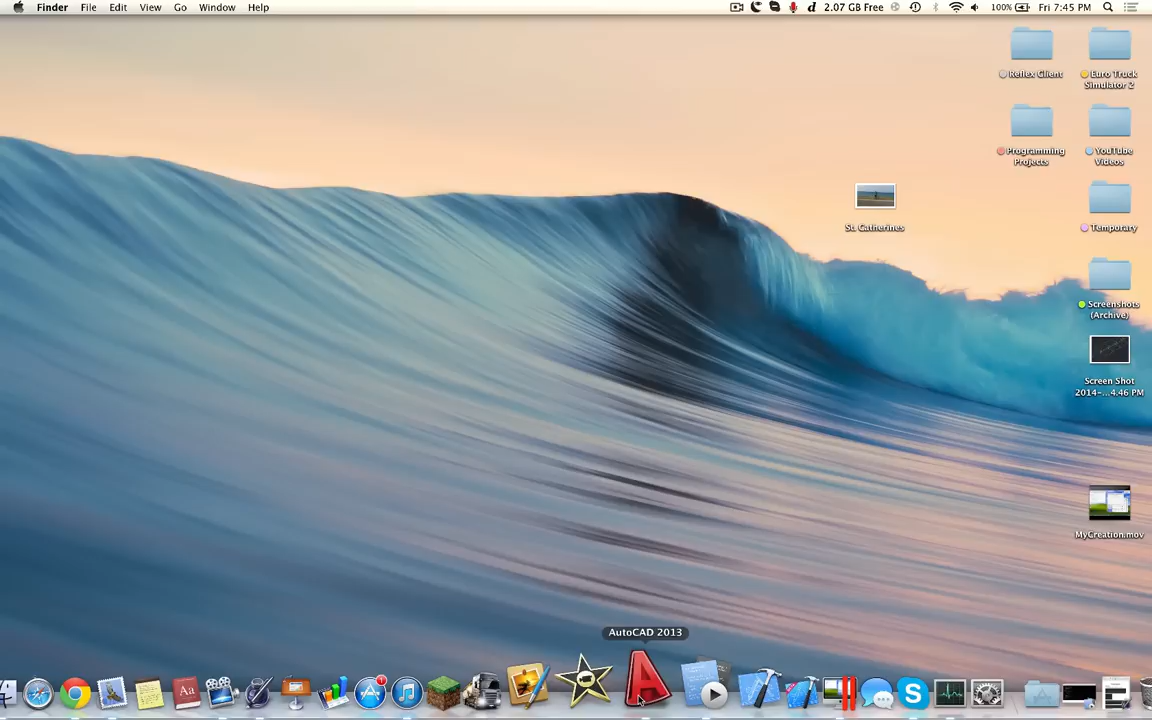 Finder File Edit View Go Window Help
2.07 GB Free 100% Fri 7:45 PM
Reflex Client
Euro Truck
Simulator 2
Programming
Projects
YouTube
Videos
St. Catherines
Temporary
Screenshots
(Archive)
Screen Shot
2014-...4.46 PM
MyCreation.mov
AutoCAD 2013